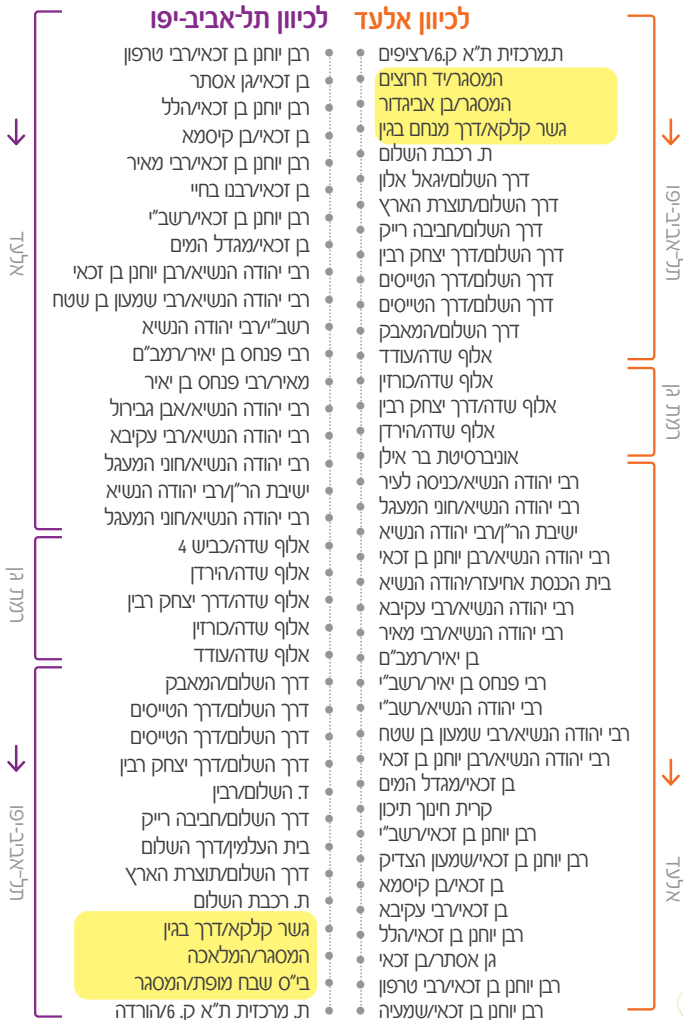 לכיוון אלעד
ת.מרכזית ת"א ק.6/רציפים
המסגר/יד חרוצים
המסגר/בן אביגדור
גשר קלקא/דרך מנחם בגין
ת. רכבת השלום
דרך השלום/יגאל אלון
דרך השלום/תוצרת הארץ
דרך השלום/חביבה רייק
דרך השלום/דרך יצחק רבין
דרך השלום/דרך הטייסים
דרך השלום/דרך הטייסים
דרך השלום/המאבק
אלוף שדה/עודד
אלוף שדה/כורזין
אלוף שדה/דרך יצחק רבין
אלוף שדה/הירדן
אוניברסיטת בר אילן
רבי יהודה הנשיא/כניסה לעיר
רבי יהודה הנשיא/חוני המעגל
ישיבת הר"ן/רבי יהודה הנשיא
רבי יהודה הנשיא/רבן יוחנן בן זכאי
בית הכנסת אחיעזר/יהודה הנשיא
רבי יהודה הנשיא/רבי עקיבא
רבי יהודה הנשיא/רבי מאיר
בן יאיר/רמב"ם
רבי פנחס בן יאיר/רשב"י
רבי יהודה הנשיא/רשב"י
רבי יהודה הנשיא/רבי שמעון בן שטח
רבי יהודה הנשיא/רבן יוחנן בן זכאי
בן זכאי/מגדל המים
קרית חינוך תיכון
רבן יוחנן בן זכאי/רשב"י
רבן יוחנן בן זכאי/שמעון הצדיק
בן זכאי/בן קיסמא
בן זכאי/רבי עקיבא
רבן יוחנן בן זכאי/הלל
גן אסתר/בן זכאי
רבן יוחנן בן זכאי/רבי טרפון
רבן יוחנן בן זכאי/שמעיה
תל-אביב-יפו
רמת גן
אלעד
לכיוון תל-אביב-יפו
רבן יוחנן בן זכאי/רבי טרפון
בן זכאי/גן אסתר
רבן יוחנן בן זכאי/הלל
בן זכאי/בן קיסמא
רבן יוחנן בן זכאי/רבי מאיר
בן זכאי/רבנו בחיי
רבן יוחנן בן זכאי/רשב"י
בן זכאי/מגדל המים
רבי יהודה הנשיא/רבן יוחנן בן זכאי
רבי יהודה הנשיא/רבי שמעון בן שטח
רשב"י/רבי יהודה הנשיא
רבי פנחס בן יאיר/רמב"ם
מאיר/רבי פנחס בן יאיר
רבי יהודה הנשיא/אבן גבירול
רבי יהודה הנשיא/רבי עקיבא
רבי יהודה הנשיא/חוני המעגל
ישיבת הר"ן/רבי יהודה הנשיא
רבי יהודה הנשיא/חוני המעגל
אלוף שדה/כביש 4
אלוף שדה/הירדן
אלוף שדה/דרך יצחק רבין
אלוף שדה/כורזין
אלוף שדה/עודד
דרך השלום/המאבק
דרך השלום/דרך הטייסים
דרך השלום/דרך הטייסים
דרך השלום/דרך יצחק רבין
ד. השלום/רבין
דרך השלום/חביבה רייק
בית העלמין/דרך השלום
דרך השלום/תוצרת הארץ
ת. רכבת השלום
גשר קלקא/דרך בגין
המסגר/המלאכה
בי"ס שבח מופת/המסגר
ת. מרכזית ת"א ק. 6/הורדה
אלעד
רמת גן
תל-אביב-יפו